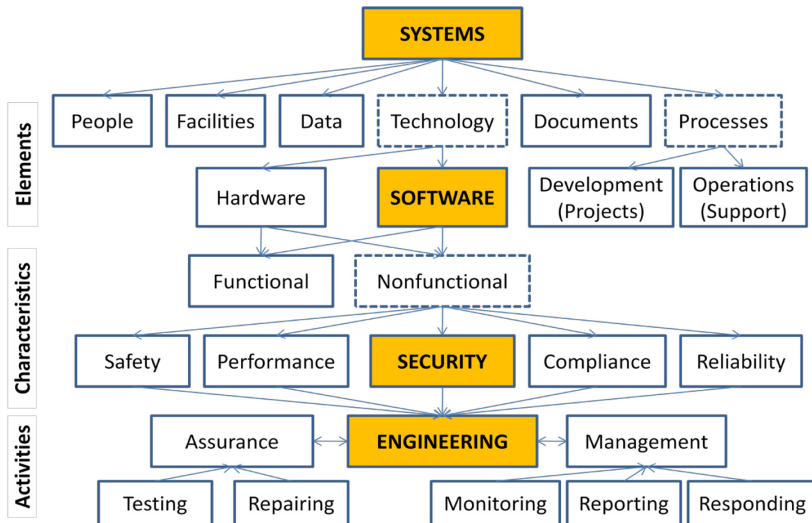 SYSTEMS
Elements
People
Facilities
Data
Technology
Documents
Processes
Hardware
SOFTWARE
Development
(Projects)
Operations
(Support)
Characteristics
Functional
Nonfunctional
Safety
Performance
SECURITY
Compliance
Reliability
Activities
Assurance
ENGINEERING
Management
Testing
Repairing
Monitoring
Reporting
Responding